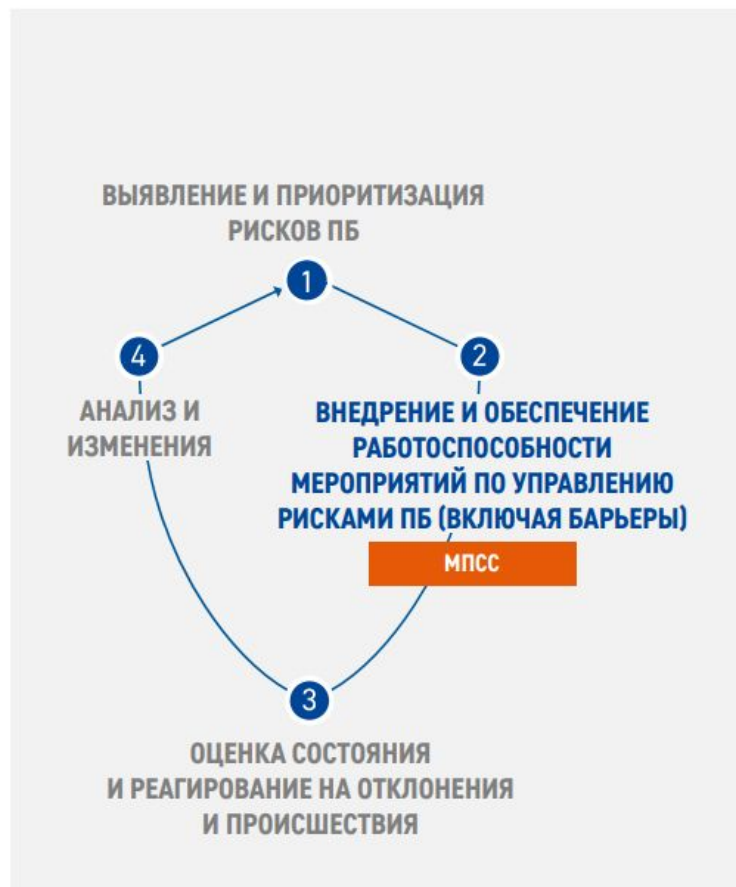 ВЫЯВЛЕНИЕ И ПРИОРИТИЗАЦИЯ
РИСКОВ ПБ
1
4
2
АНАЛИЗ И
ИЗМЕНЕНИЯ
ВНЕДРЕНИЕ И ОБЕСПЕЧЕНИЕ
РАБОТОСПОСОБНОСТИ
МЕРОПРИЯТИЙ ПО УПРАВЛЕНИЮ
РИСКАМИ ПБ (ВКЛЮЧАЯ БАРЬЕРЫ)
МПСС
3
ОЦЕНКА СОСТОЯНИЯ
И РЕАГИРОВАНИЕ НА ОТКЛОНЕНИЯ
И ПРОИСШЕСТВИЯ